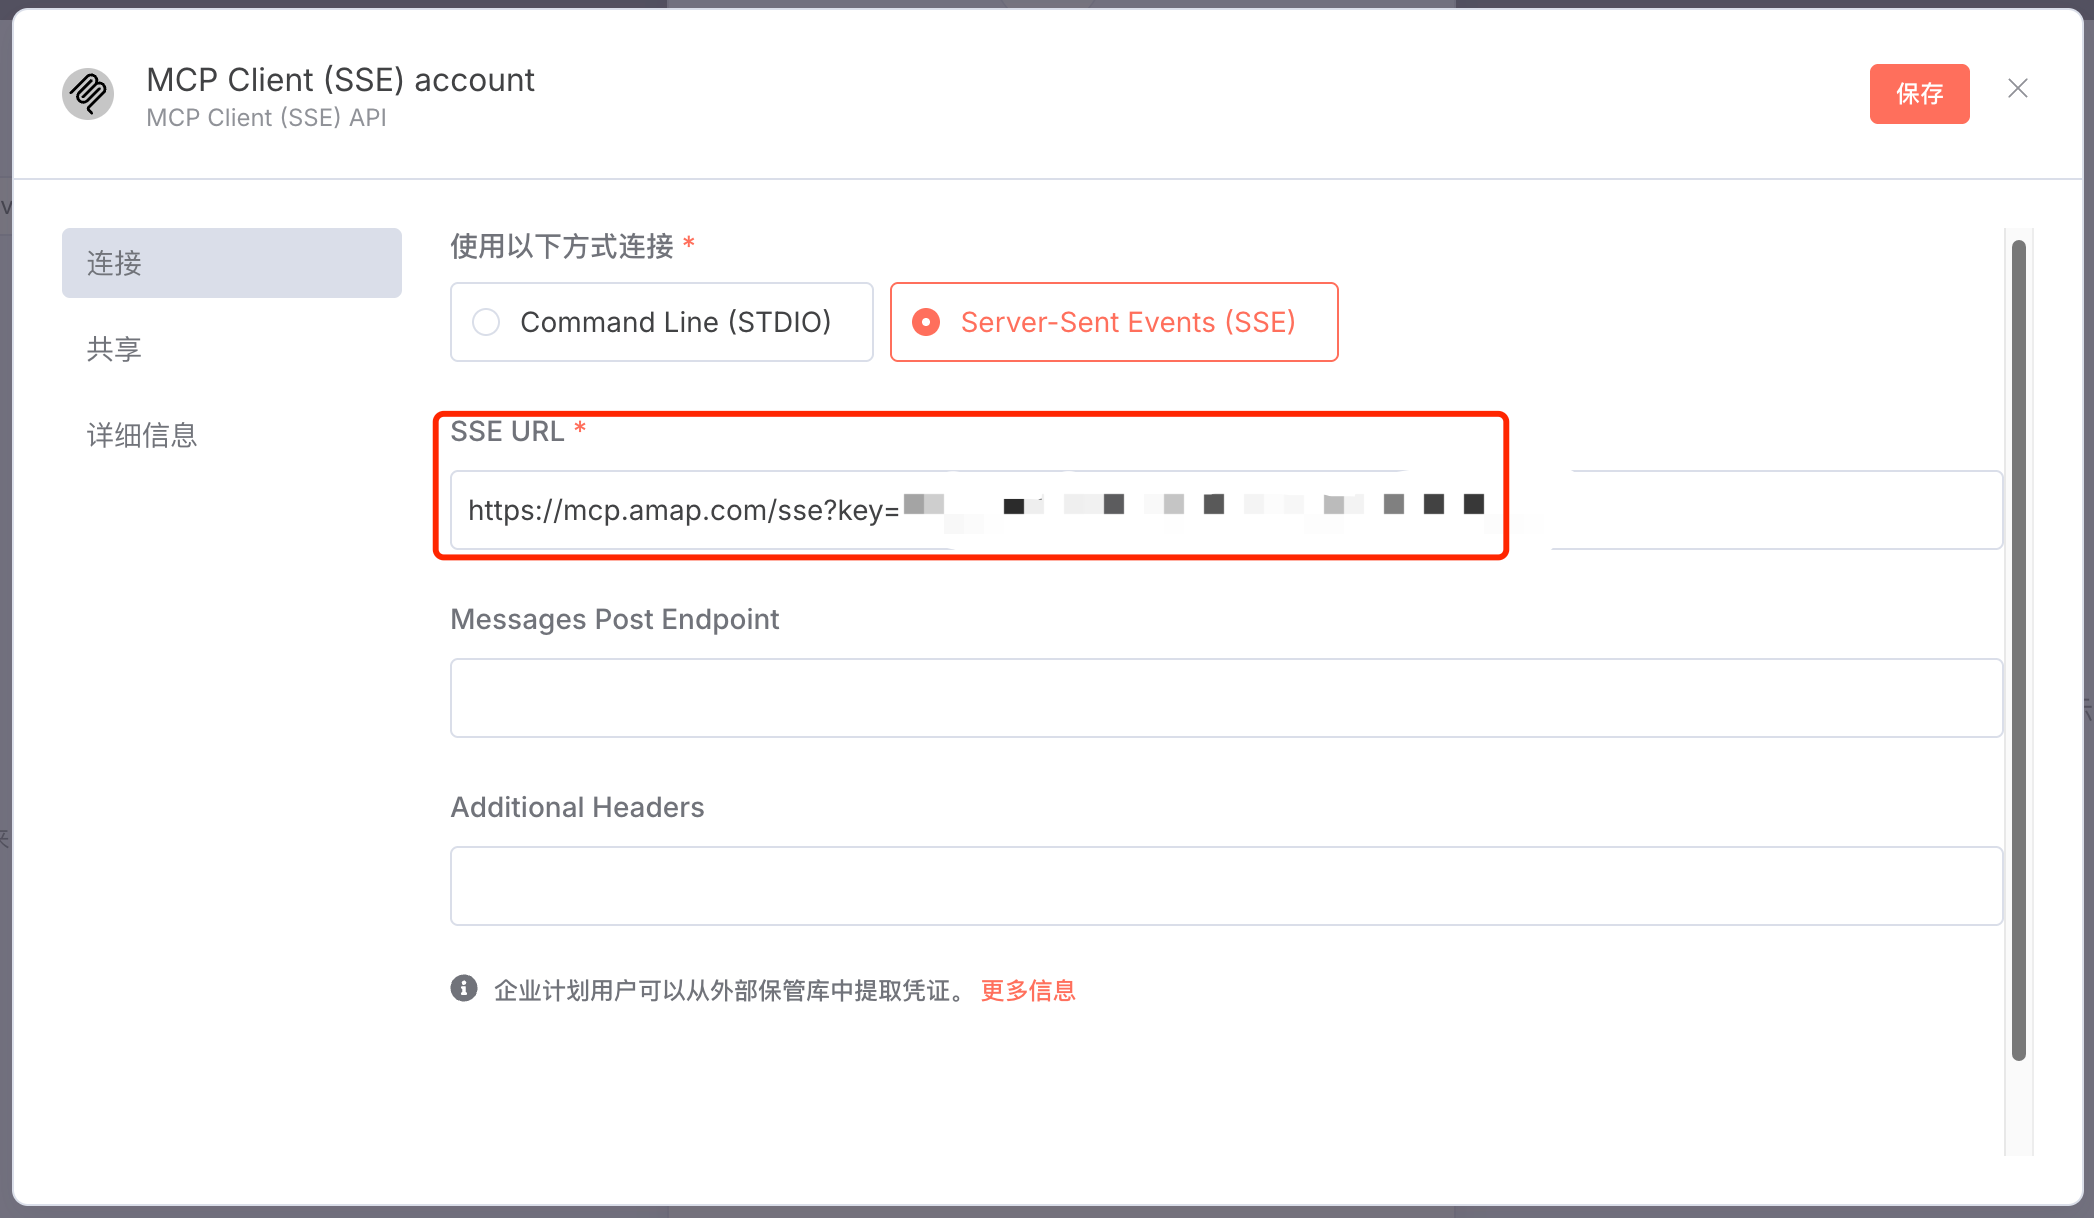 MCP Client (SSE) account
MCP Client (SSE) API
保存
连接
共享
详细信息
使用以下方式连接 *
Command Line (STDIO)
Server-Sent Events (SSE)
SSE URL *
https://mcp.amap.com/sse?key=
Messages Post Endpoint
Additional Headers
企业计划用户可以从外部保管库中提取凭证。 更多信息